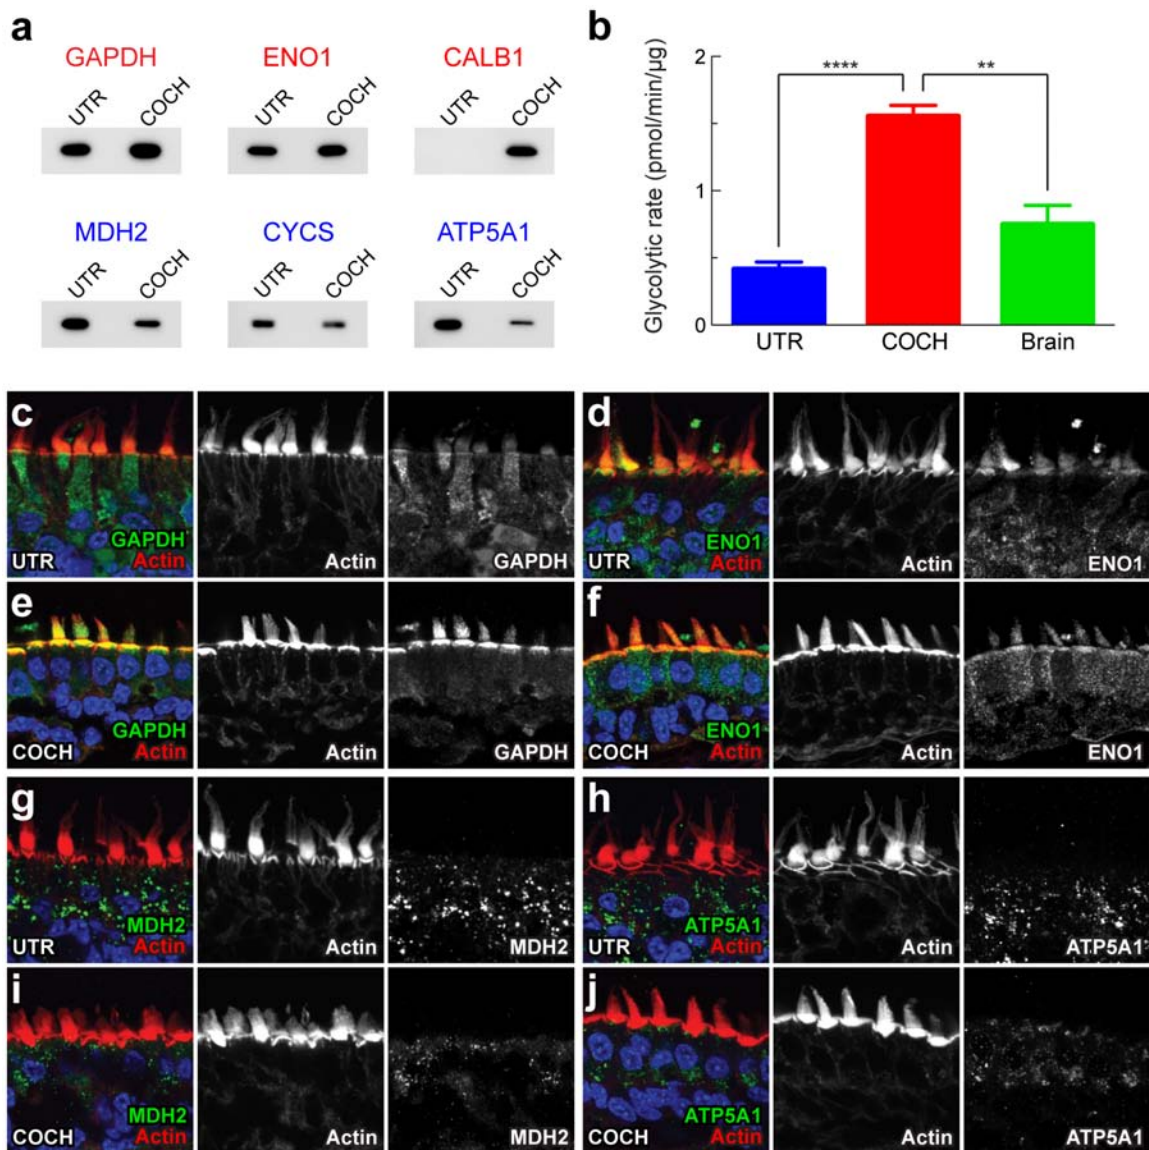 a
GAPDH ENO1 CALB1
UTR COCH UTR COCH UTR COCH
MDH2 CYCS ATP5A1
UTR COCH UTR COCH UTR COCH
b
Glycolytic rate (pmol/min/µg)
2
1
0
**** **
UTR COCH Brain
c
GAPDH
UTR Actin Actin GAPDH
d
ENO1
UTR Actin Actin ENO1
e
GAPDH
COCH Actin Actin GAPDH
f
ENO1
COCH Actin Actin ENO1
g
MDH2
UTR Actin Actin MDH2
h
ATP5A1
UTR Actin Actin ATP5A1
i
MDH2
COCH Actin Actin MDH2
j
ATP5A1
COCH Actin Actin ATP5A1